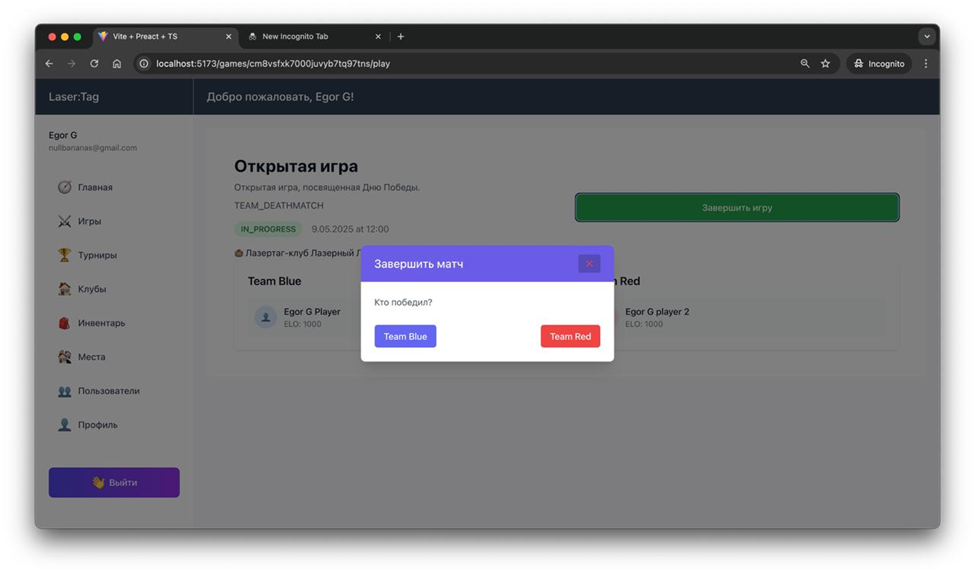 Vite + Preact + TS
New Incognito Tab
localhost:5173/games/cm8vsfxk7000juvyb7tq97tns/play
Incognito
Laser:Tag
Добро пожаловать, Egor G!
Egor G
nullbananas@gmail.com
Главная
Игры
Турниры
Клубы
Инвентарь
Места
Пользователи
Профиль
Выйти
Открытая игра
Открытая игра, посвященная Дню Победы.
TEAM_DEATHMATCH
IN_PROGRESS
9.05.2025 at 12:00
Завершить игру
Лазертаг-клуб Лазерный
Team Blue
Egor G Player
ELO: 1000
Red
Egor G player 2
ELO: 1000
Завершить матч
Кто победил?
Team Blue
Team Red